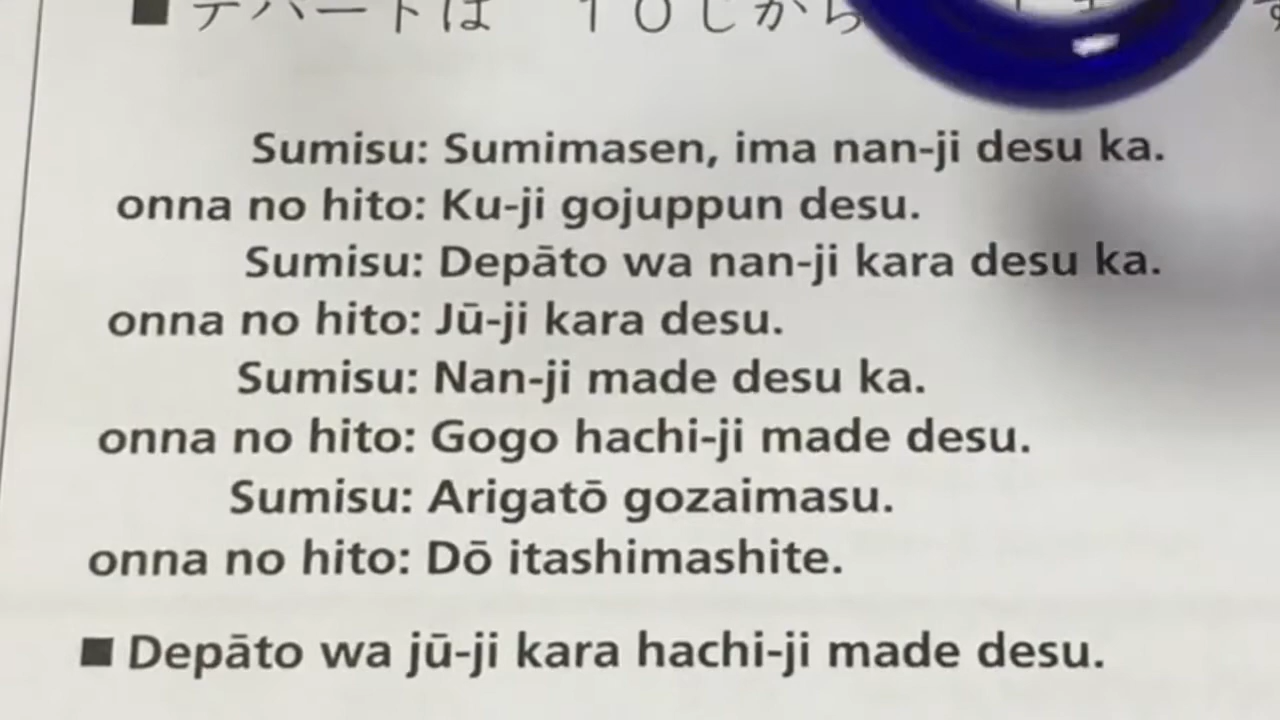 ■ デパートは １０じから
Sumisu: Sumimasen, ima nan-ji desu ka.
onna no hito: Ku-ji gojuppun desu.
Sumisu: Depāto wa nan-ji kara desu ka.
onna no hito: Jū-ji kara desu.
Sumisu: Nan-ji made desu ka.
onna no hito: Gogo hachi-ji made desu.
Sumisu: Arigatō gozaimasu.
onna no hito: Dō itashimashite.
■ Depāto wa jū-ji kara hachi-ji made desu.